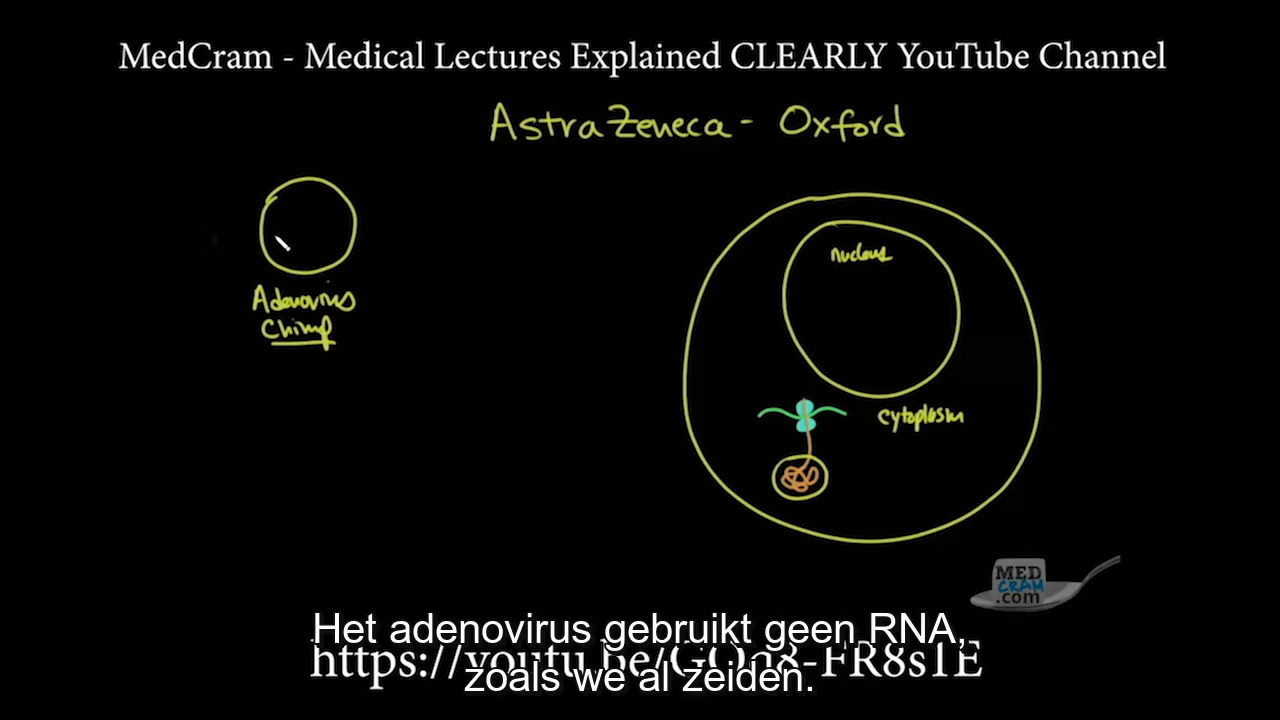 MedCram - Medical Lectures Explained CLEARLY YouTube Channel
AstraZeneca - Oxford
nucleus
Adenovirus
Chimp
cytoplasm
MED
CRAM
.com
Het adenovirus gebruikt geen RNA,
zoals we al zeiden.